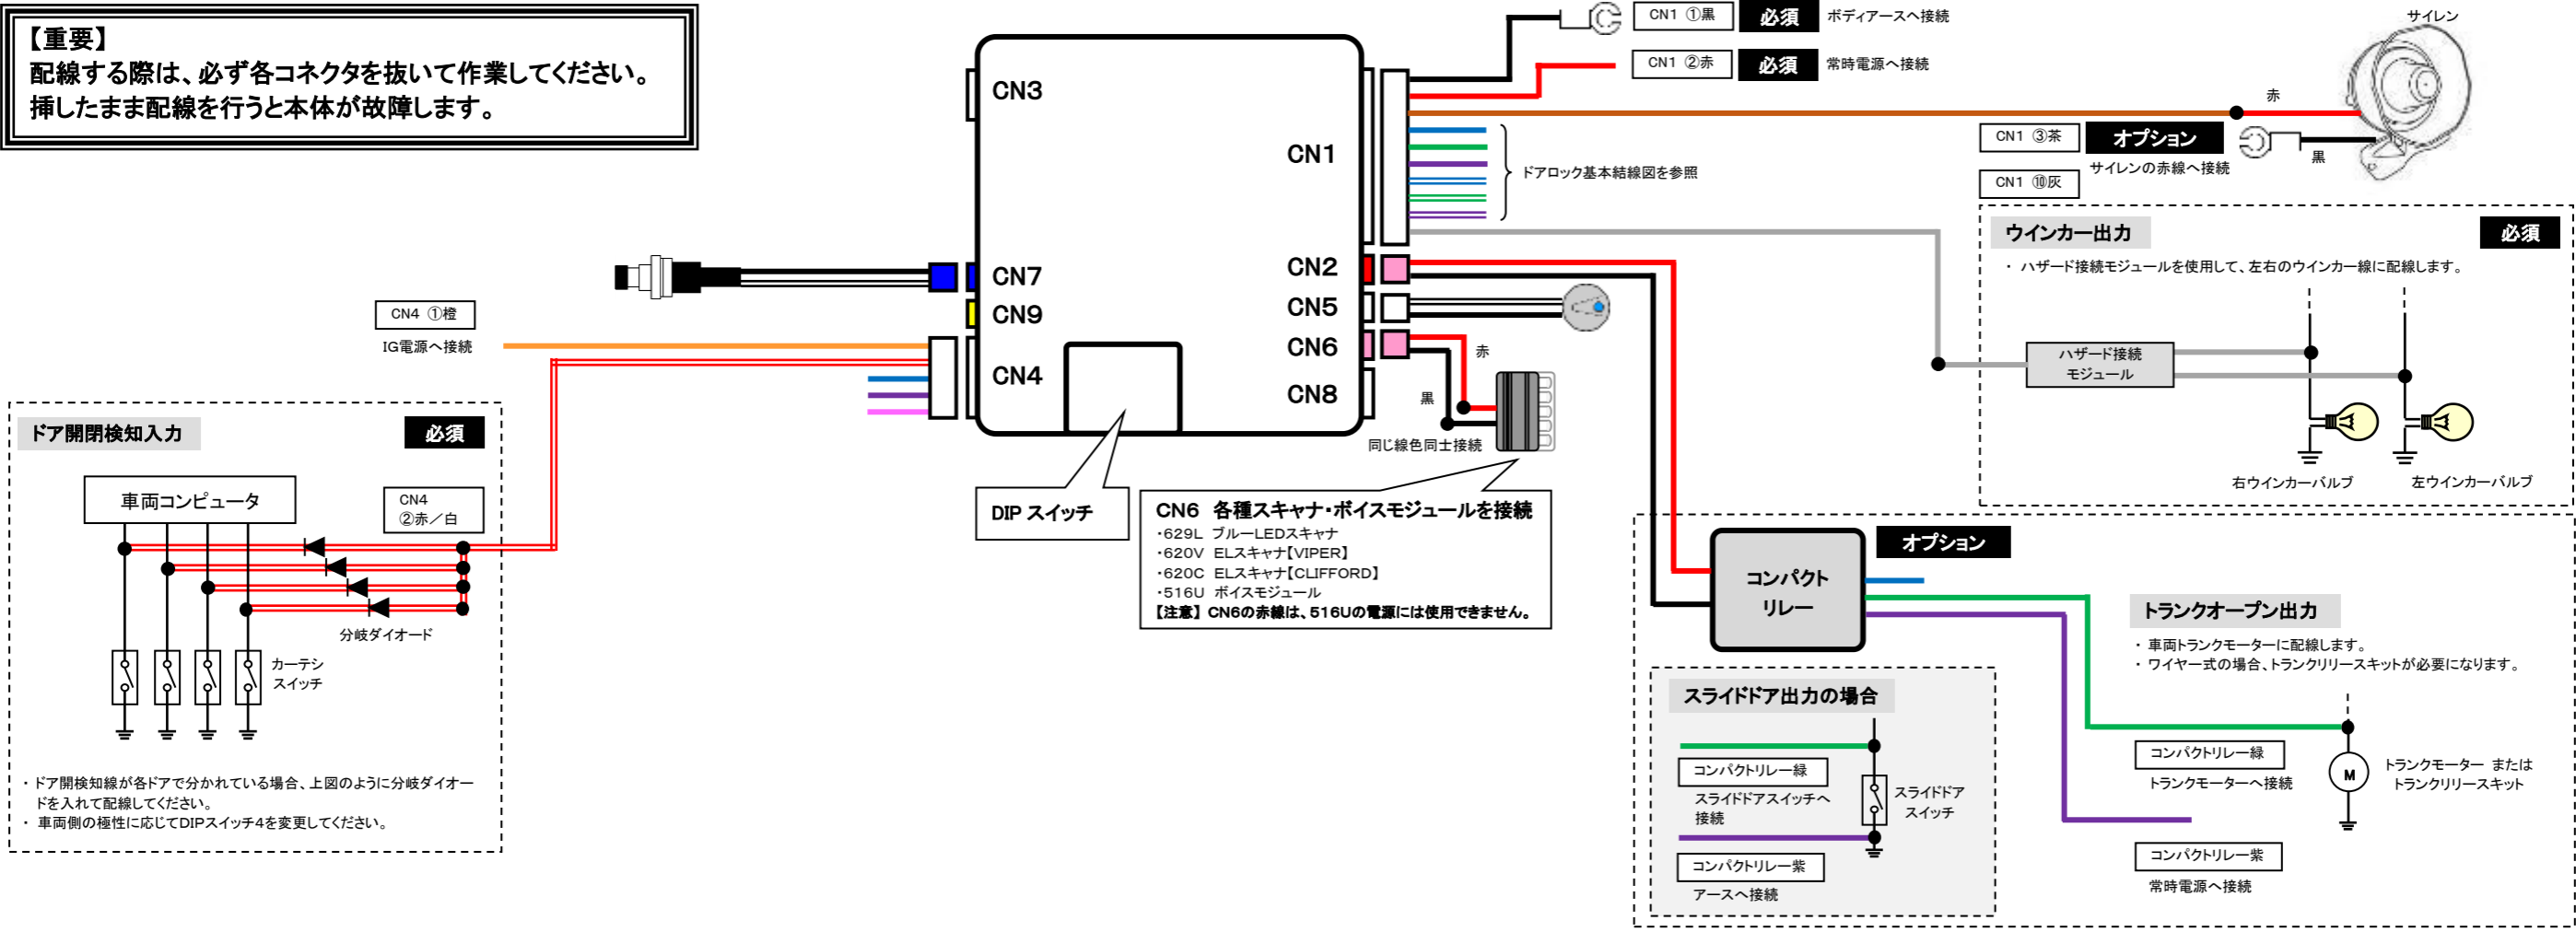 【重要】
配線する際は、必ず各コネクタを抜いて作業してください。
挿したまま配線を行うと本体が故障します。
CN3
CN7
CN9
CN4
CN1
CN2
CN5
CN6
CN8
CN1 ①黒
必須
ボディアースへ接続
CN1 ②赤
必須
常時電源へ接続
サイレン
赤
黒
CN1 ③茶
オプション
サイレンの赤線へ接続
CN1 ⑩灰
ドアロック基本結線図を参照
ウインカー出力
必須
・ ハザード接続モジュールを使用して、左右のウインカー線に配線します。
ハザード接続
モジュール
右ウインカーバルブ
左ウインカーバルブ
CN4 ①橙
IG電源へ接続
ドア開閉検知入力
必須
車両コンピュータ
CN4
②赤／白
分岐ダイオード
カーテシ
スイッチ
・ドア開検知線が各ドアで分かれている場合、上図のように分岐ダイオー
ドを入れて配線してください。
・ 車両側の極性に応じてDIPスイッチ4を変更してください。
DIP スイッチ
赤
黒
同じ線色同士接続
CN6 各種スキャナ・ボイスモジュールを接続
・629L ブルーLEDスキャナ
・620V ELスキャナ【VIPER】
・620C ELスキャナ【CLIFFORD】
・516U ボイスモジュール
【注意】 CN6の赤線は、516Uの電源には使用できません。
コンパクト
リレー
オプション
トランクオープン出力
・ 車両トランクモーターに配線します。
・ ワイヤー式の場合、トランクリリースキットが必要になります。
コンパクトリレー緑
トランクモーターへ接続
M
トランクモーター または
トランクリリースキット
コンパクトリレー紫
常時電源へ接続
スライドドア出力の場合
コンパクトリレー緑
スライドドアスイッチへ
接続
スライドドア
スイッチ
コンパクトリレー紫
アースへ接続